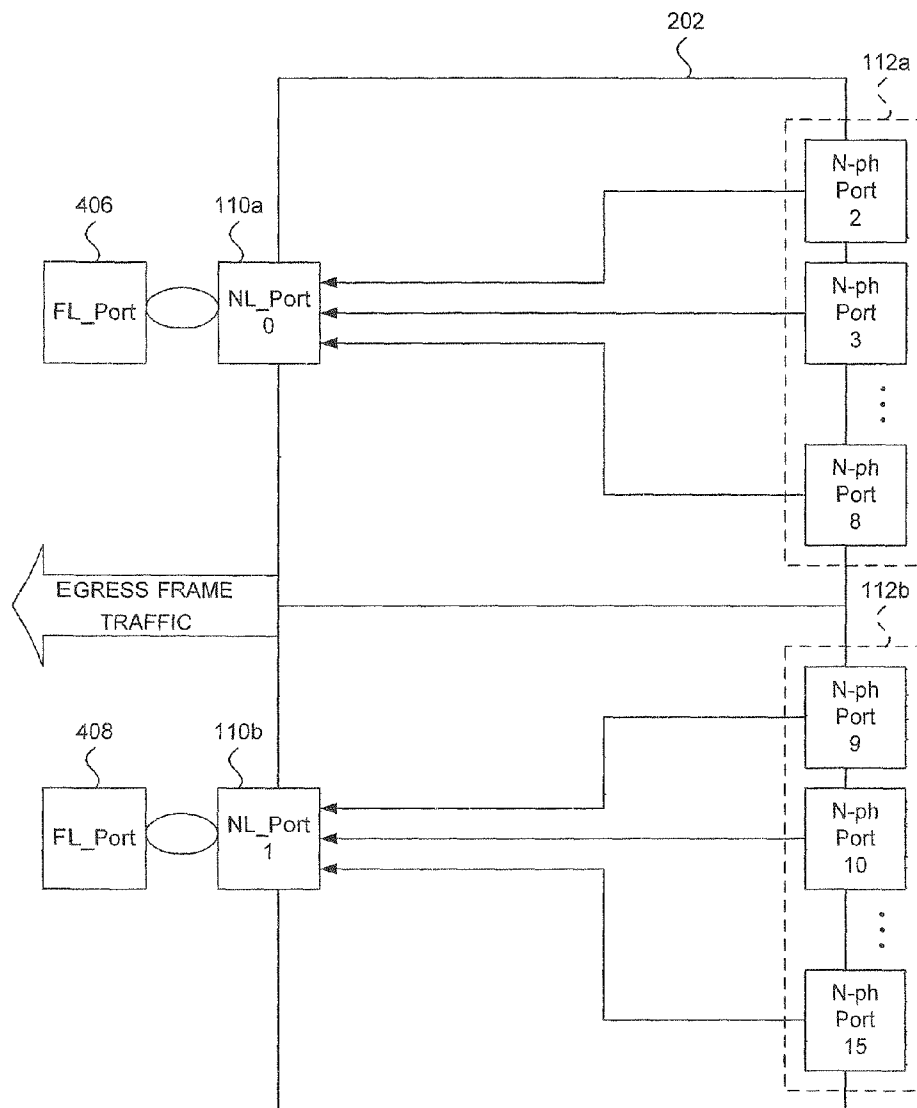 202
112a
N-ph
Port
2
406
110a
FL_Port
NL_Port
0
N-ph
Port
3
N-ph
Port
8
EGRESS FRAME
TRAFFIC
112b
N-ph
Port
9
408
110b
FL_Port
NL_Port
1
N-ph
Port
10
N-ph
Port
15